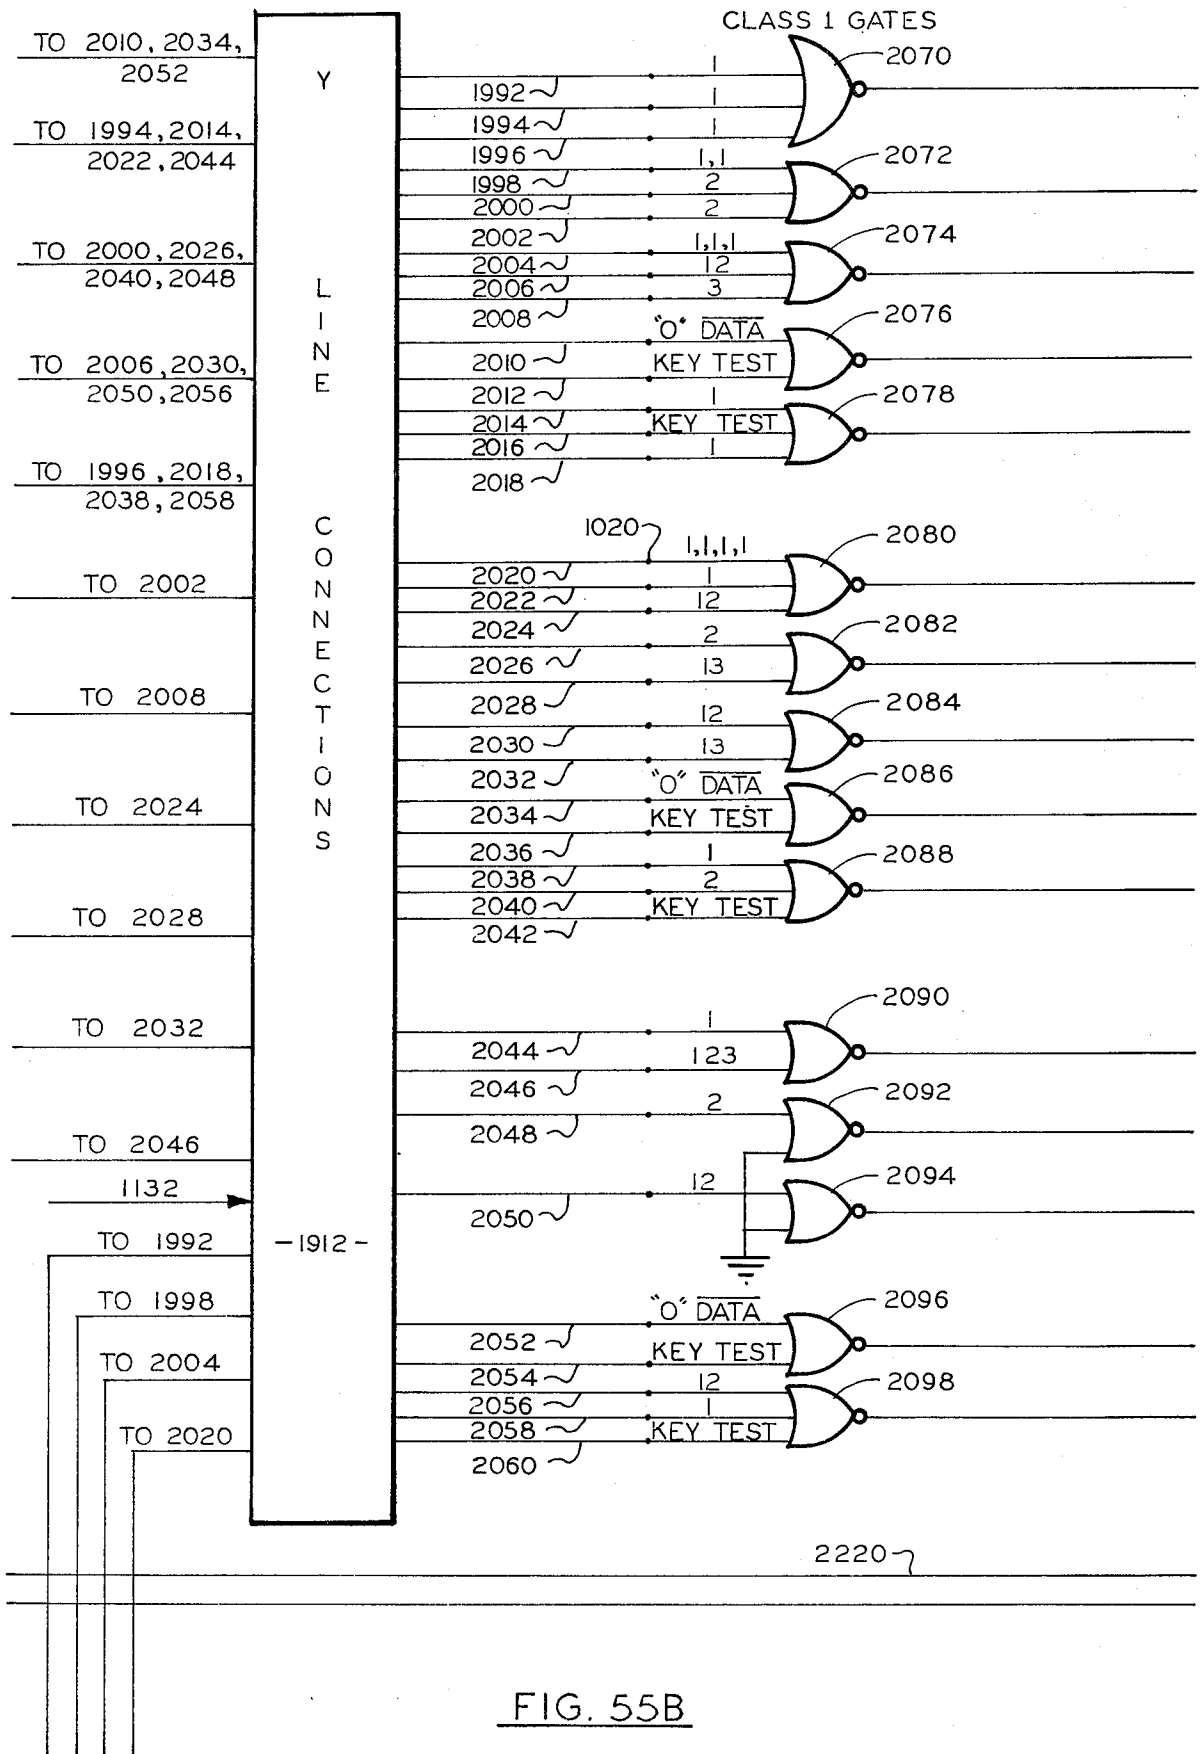 CLASS 1 GATES
TO 2010, 2034,
2052
TO 1994, 2014,
2022, 2044
TO 2000, 2026,
2040, 2048
TO 2006, 2030,
2050, 2056
TO 1996, 2018,
2038, 2058
TO 2002
TO 2008
TO 2024
TO 2028
TO 2032
TO 2046
1132
TO 1992
TO 1998
TO 2004
TO 2020
Y
LINE
CONNECTIONS
-1912-
1992 1 2070
1994 1
1996 1
1998 1,1 2072
2000 2
2002 2
2004 1,1,1 2074
2006 12
2008 3
2010 "O" DATA 2076
2012 KEY TEST
2014 1 2078
2016 KEY TEST
2018 1
1020
2020 1,1,1,1 2080
2022 1
2024 12
2026 2 2082
2028 13
2030 12 2084
2032 13
2034 "O" DATA 2086
2036 KEY TEST
2038 1 2088
2040 2
2042 KEY TEST
2044 1 2090
2046 123
2048 2 2092
2050 12 2094
2052 "O" DATA 2096
2054 KEY TEST
2056 12 2098
2058 1
2060 KEY TEST
2220
FIG. 55B